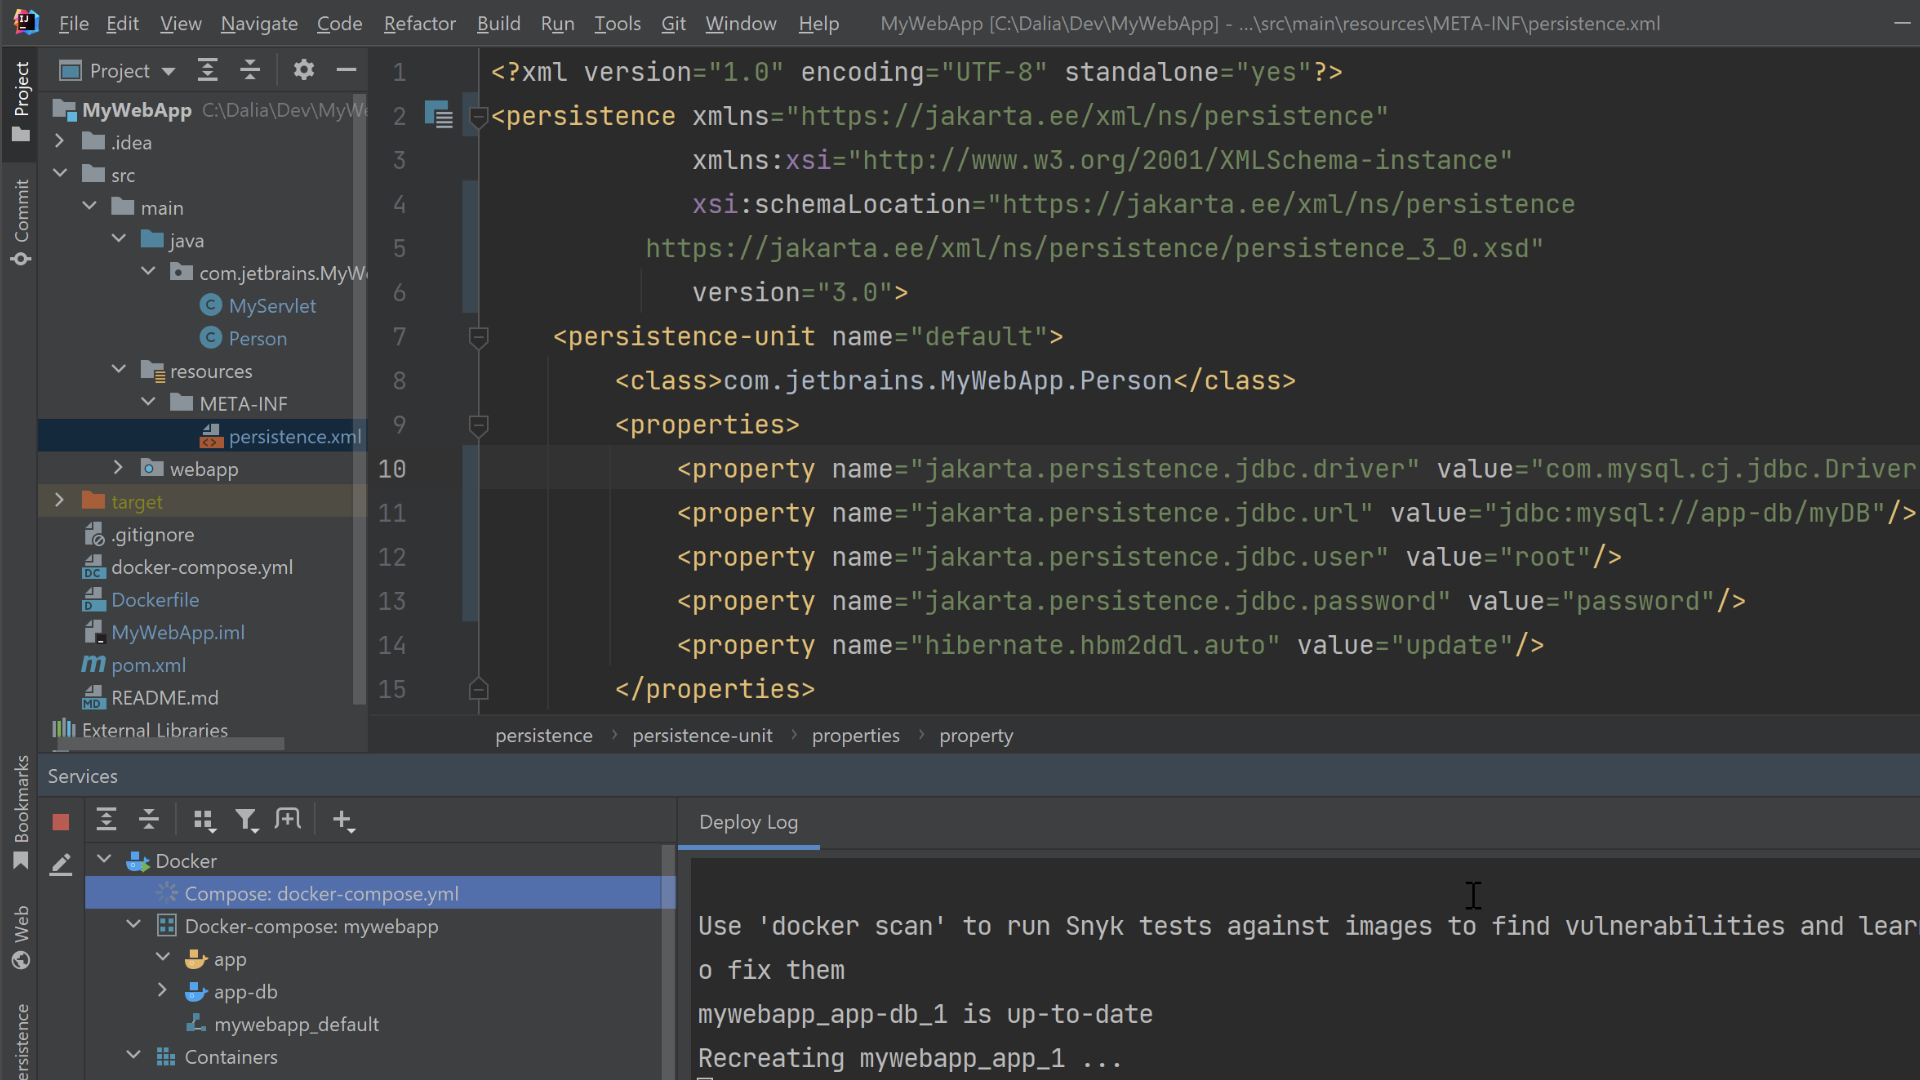 File Edit View Navigate Code Refactor Build Run Tools Git Window Help MyWebApp [C:\Dalia\Dev\MyWebApp] - ...\src\main\resources\META-INF\persistence.xml
Project
Commit
Bookmarks
Web
Project
MyWebApp C:\Dalia\Dev\MyWe
.idea
src
main
java
com.jetbrains.MyWe
MyServlet
Person
resources
META-INF
persistence.xml
webapp
target
.gitignore
docker-compose.yml
Dockerfile
MyWebApp.iml
pom.xml
README.md
External Libraries
1 <?xml version="1.0" encoding="UTF-8" standalone="yes"?>
2 <persistence xmlns="https://jakarta.ee/xml/ns/persistence"
3 xmlns:xsi="http://www.w3.org/2001/XMLSchema-instance"
4 xsi:schemaLocation="https://jakarta.ee/xml/ns/persistence
5 https://jakarta.ee/xml/ns/persistence/persistence_3_0.xsd"
6 version="3.0">
7 <persistence-unit name="default">
8 <class>com.jetbrains.MyWebApp.Person</class>
9 <properties>
10 <property name="jakarta.persistence.jdbc.driver" value="com.mysql.cj.jdbc.Driver
11 <property name="jakarta.persistence.jdbc.url" value="jdbc:mysql://app-db/myDB"/>
12 <property name="jakarta.persistence.jdbc.user" value="root"/>
13 <property name="jakarta.persistence.jdbc.password" value="password"/>
14 <property name="hibernate.hbm2ddl.auto" value="update"/>
15 </properties>
persistence persistence-unit properties property
Services
Docker
Compose: docker-compose.yml
Docker-compose: mywebapp
app
app-db
mywebapp_default
Containers
Deploy Log
Use 'docker scan' to run Snyk tests against images to find vulnerabilities and lear
o fix them
mywebapp_app-db_1 is up-to-date
Recreating mywebapp_app_1 ...